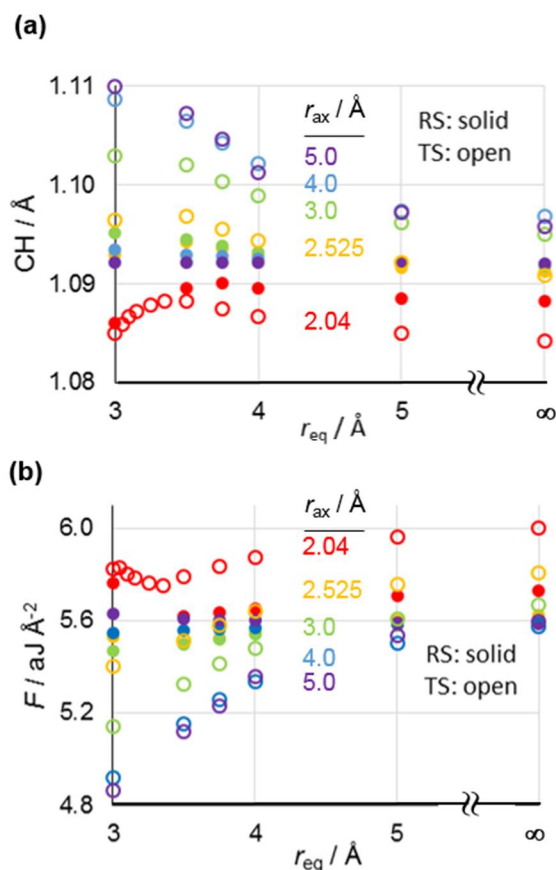 (a)
1.11
1.10
1.09
1.08
CH / Å
r_ax / Å
5.0
4.0
3.0
2.525
2.04
RS: solid
TS: open
3
4
5
∞
r_eq / Å
(b)
6.0
5.6
5.2
4.8
F / aJ Å⁻²
r_ax / Å
2.04
2.525
3.0
4.0
5.0
RS: solid
TS: open
3
4
5
∞
r_eq / Å